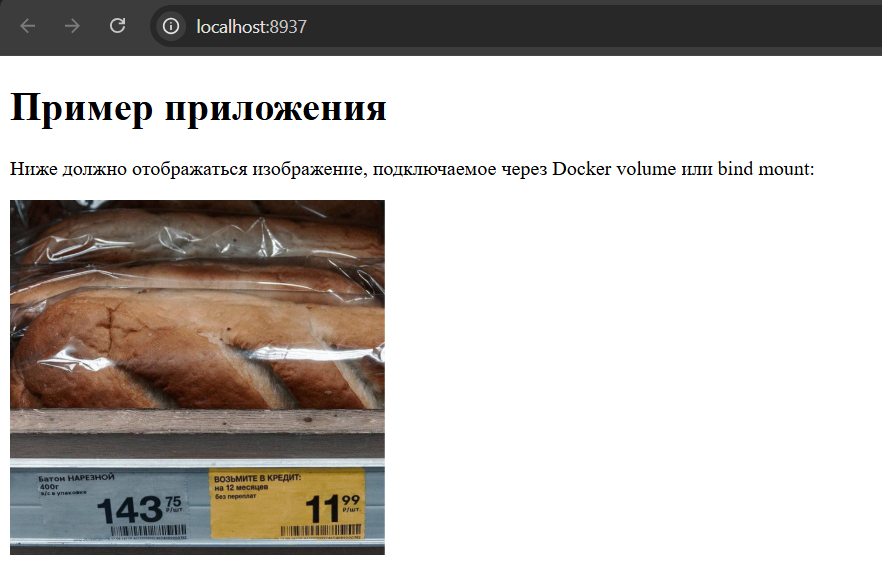 localhost:8937
Пример приложения
Ниже должно отображаться изображение, подключаемое через Docker volume или bind mount:
Батон НАРЕЗНОЙ
400г
в/с в упаковке
143 75
₽/шт.
ВОЗЬМИТЕ В КРЕДИТ:
на 12 месяцев
без переплат
11 99
₽/шт.